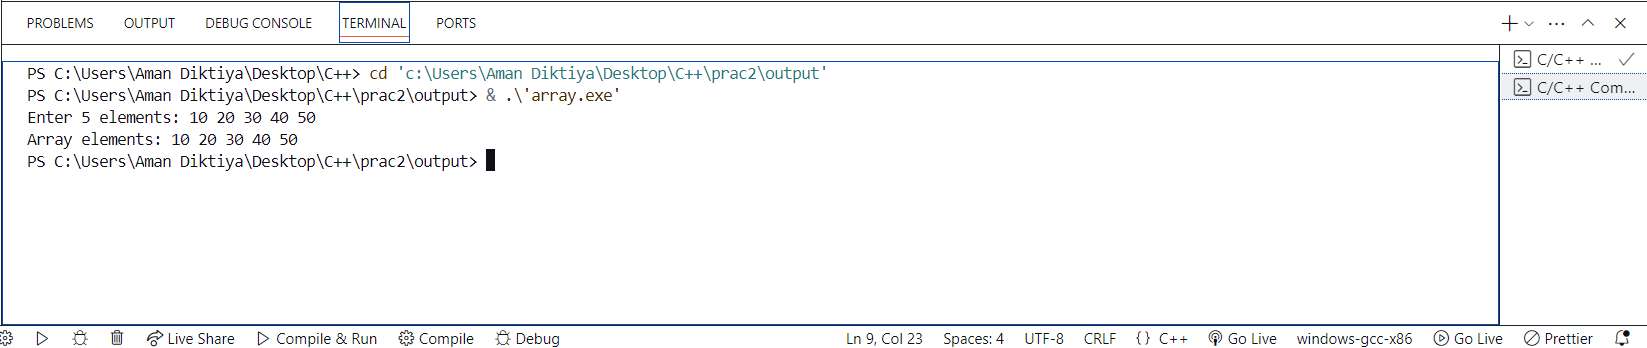 PROBLEMS OUTPUT DEBUG CONSOLE TERMINAL PORTS
PS C:\Users\Aman Diktiya\Desktop\C++> cd 'c:\Users\Aman Diktiya\Desktop\C++\prac2\output'
PS C:\Users\Aman Diktiya\Desktop\C++\prac2\output> & .\'array.exe'
Enter 5 elements: 10 20 30 40 50
Array elements: 10 20 30 40 50
PS C:\Users\Aman Diktiya\Desktop\C++\prac2\output>
C/C++ ...
C/C++ Com...
Live Share Compile & Run Compile Debug Ln 9, Col 23 Spaces: 4 UTF-8 CRLF {} C++ Go Live windows-gcc-x86 Go Live Prettier